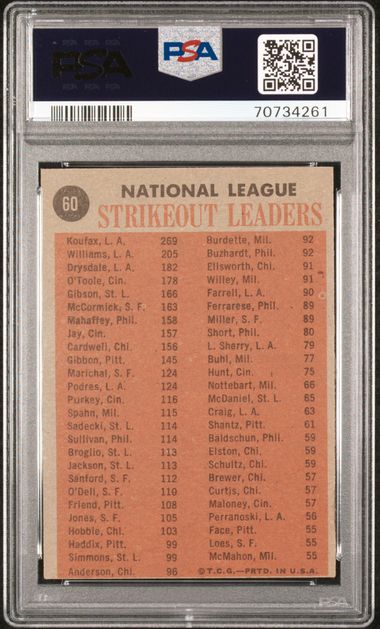 PSA PSA
70734261
60 NATIONAL LEAGUE
STRIKEOUT LEADERS
Koufax, L. A. 269
Williams, L. A. 205
Drysdale, L. A. 182
O'Toole, Cin. 178
Gibson, St. L. 166
McCormick, S. F. 163
Mahaffey, Phil. 158
Jay, Cin. 157
Cardwell, Chi. 156
Gibbon, Pitt. 145
Marichal, S. F. 124
Podres, L. A. 124
Purkey, Cin. 116
Spahn, Mil. 115
Sadecki, St. L. 114
Sullivan, Phil. 114
Broglio, St. L. 113
Jackson, St. L. 113
Sanford, S. F. 112
O'Dell, S. F. 110
Friend, Pitt. 108
Jones, S. F. 105
Hobbie, Chi. 103
Haddix, Pitt. 99
Simmons, St. L. 99
Anderson, Chi. 96
Burdette, Mil. 92
Buzhardt, Phil. 92
Ellsworth, Chi. 91
Willey, Mil. 91
Farrell, L. A. 90
Ferrarese, Phil. 89
Miller, S. F. 89
Short, Phil. 80
L. Sherry, L. A. 79
Buhl, Mil. 77
Hunt, Cin. 75
Nottebart, Mil. 66
McDaniel, St. L. 65
Craig, L. A. 63
Shantz, Pitt. 61
Baldschun, Phil. 59
Elston, Chi. 59
Schultz, Chi. 59
Brewer, Chi. 57
Curtis, Chi. 57
Maloney, Cin. 57
Perranoski, L. A. 56
Face, Pitt. 55
Loes, S. F. 55
McMahon, Mil. 55
© T.C.G.—PRTD. IN U.S.A.
PSA